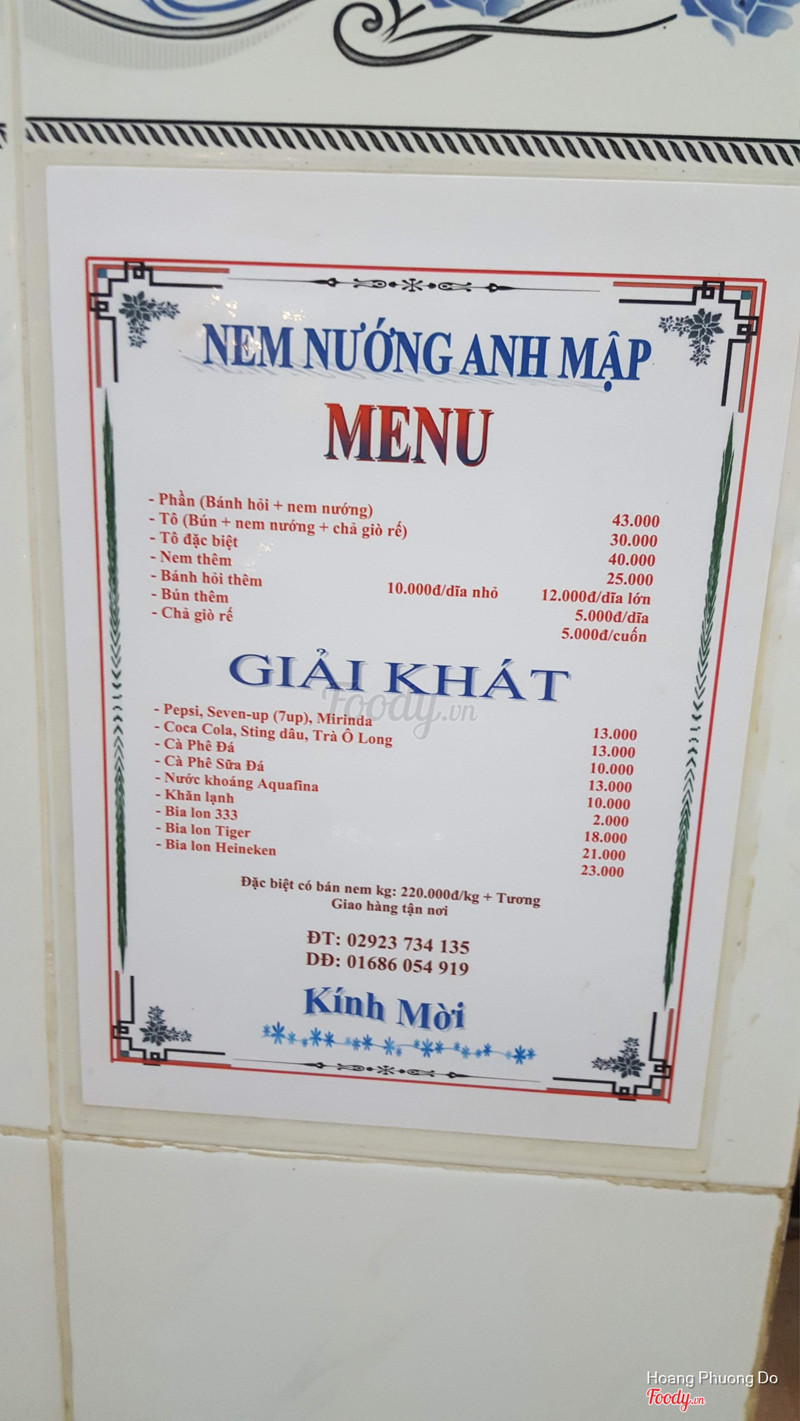 NEM NƯỚNG ANH MẬP
MENU
- Phần (Bánh hỏi + nem nướng) 43.000
- Tô (Bún + nem nướng + chả giò rế) 30.000
- Tô đặc biệt 40.000
- Nem thêm 25.000
- Bánh hỏi thêm 10.000đ/dĩa nhỏ 12.000đ/dĩa lớn
- Bún thêm 5.000đ/dĩa
- Chả giò rế 5.000đ/cuốn
GIẢI KHÁT
Foody.vn
- Pepsi, Seven-up (7up), Mirinda 13.000
- Coca Cola, Sting dâu, Trà Ô Long 13.000
- Cà Phê Đá 10.000
- Cà Phê Sữa Đá 13.000
- Nước khoáng Aquafina 10.000
- Khăn lạnh 2.000
- Bia lon 333 18.000
- Bia lon Tiger 21.000
- Bia lon Heineken 23.000
Đặc biệt có bán nem kg: 220.000đ/kg + Tương
Giao hàng tận nơi
ĐT: 02923 734 135
DĐ: 01686 054 919
Kính Mời
Hoang Phuong Do
Foody.vn